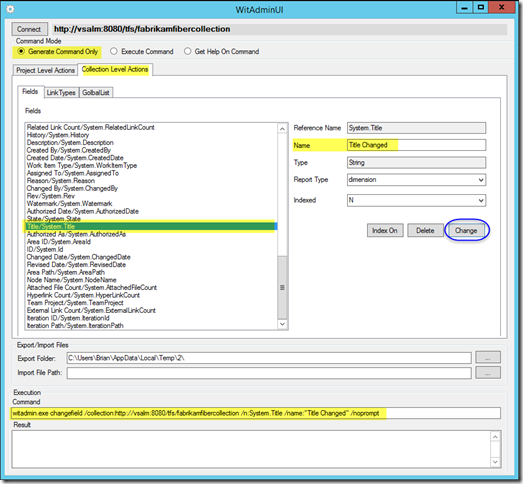 WitAdminUI
Connect http://vsalm:8080/tfs/fabrikamfibercollection
Command Mode
Generate Command Only Execute Command Get Help On Command
Project Level Actions Collection Level Actions
Fields LinkTypes GolbalList
Fields
Related Link Count/System.RelatedLinkCount
History/System.History
Description/System.Description
Created By/System.CreatedBy
Created Date/System.CreatedDate
Work Item Type/System.WorkItemType
Assigned To/System.AssignedTo
Reason/System.Reason
Changed By/System.ChangedBy
Rev/System.Rev
Watermark/System.Watermark
Authorized Date/System.AuthorizedDate
State/System.State
Title/System.Title
Authorized As/System.AuthorizedAs
Area ID/System.AreaId
ID/System.Id
Changed Date/System.ChangedDate
Revised Date/System.RevisedDate
Area Path/System.AreaPath
Node Name/System.NodeName
Attached File Count/System.AttachedFileCount
Hyperlink Count/System.HyperLinkCount
Team Project/System.TeamProject
External Link Count/System.ExternalLinkCount
Iteration ID/System.IterationId
Iteration Path/System.IterationPath
Reference Name System.Title
Name Title Changed
Type String
Report Type dimension
Indexed N
Index On Delete Change
Export/Import Files
Export Folder: C:\Users\Brian\AppData\Local\Temp\2\
...
Import File Path:
...
Execution
Command
witadmin.exe changefield /collection:http://vsalm:8080/tfs/fabrikamfibercollection /n:System.Title /name:"Title Changed" /noprompt
Result